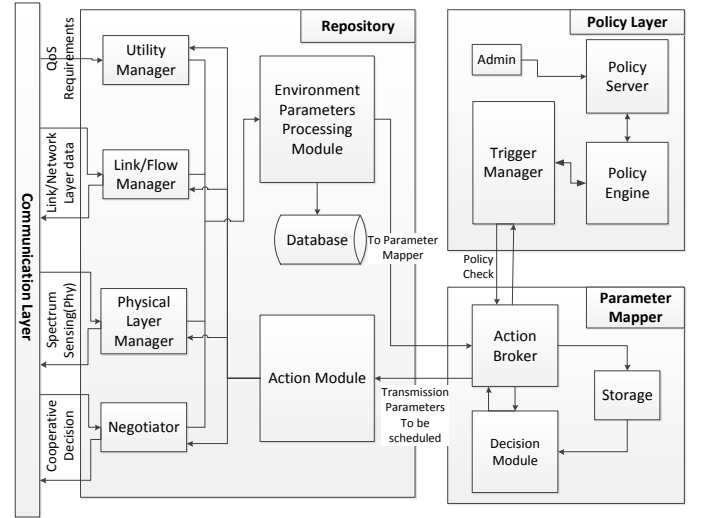 Communication Layer
QoS
Requirements
Link/Network
Layer data
Spectrum
Sensing(Phy)
Cooperative
Decision
Repository
Utility
Manager
Link/Flow
Manager
Physical
Layer
Manager
Negotiator
Environment
Parameters
Processing
Module
Database
To Parameter
Mapper
Action Module
Transmission
Parameters
To be
scheduled
Policy Layer
Admin
Policy
Server
Trigger
Manager
Policy
Engine
Policy
Check
Parameter
Mapper
Action
Broker
Storage
Decision
Module